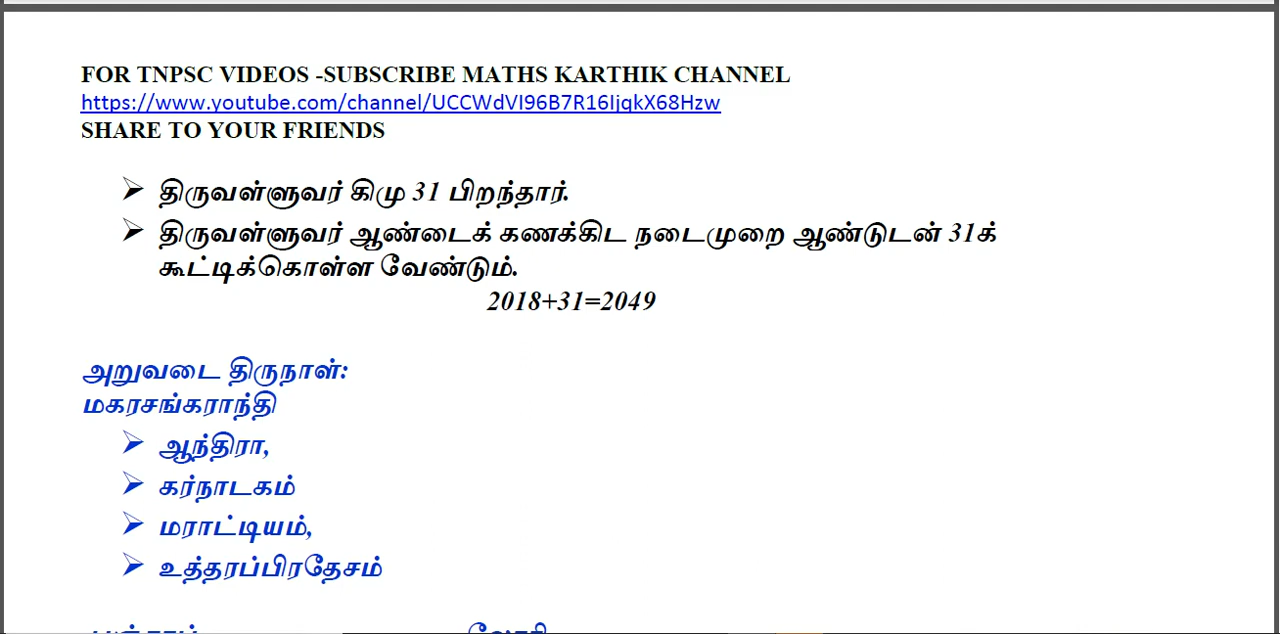 FOR TNPSC VIDEOS -SUBSCRIBE MATHS KARTHIK CHANNEL
https://www.youtube.com/channel/UCCWdVI96B7R16IjqkX68Hzw
SHARE TO YOUR FRIENDS
➢ திருவள்ளுவர் கிமு 31 பிறந்தார்.
➢ திருவள்ளுவர் ஆண்டைக் கணக்கிட நடைமுறை ஆண்டுடன் 31க்
கூட்டிக்கொள்ள வேண்டும்.
2018+31=2049
அறுவடை திருநாள்:
மகரசங்கராந்தி
➢ ஆந்திரா,
➢ கர்நாடகம்
➢ மராட்டியம்,
➢ உத்தரப்பிரதேசம்